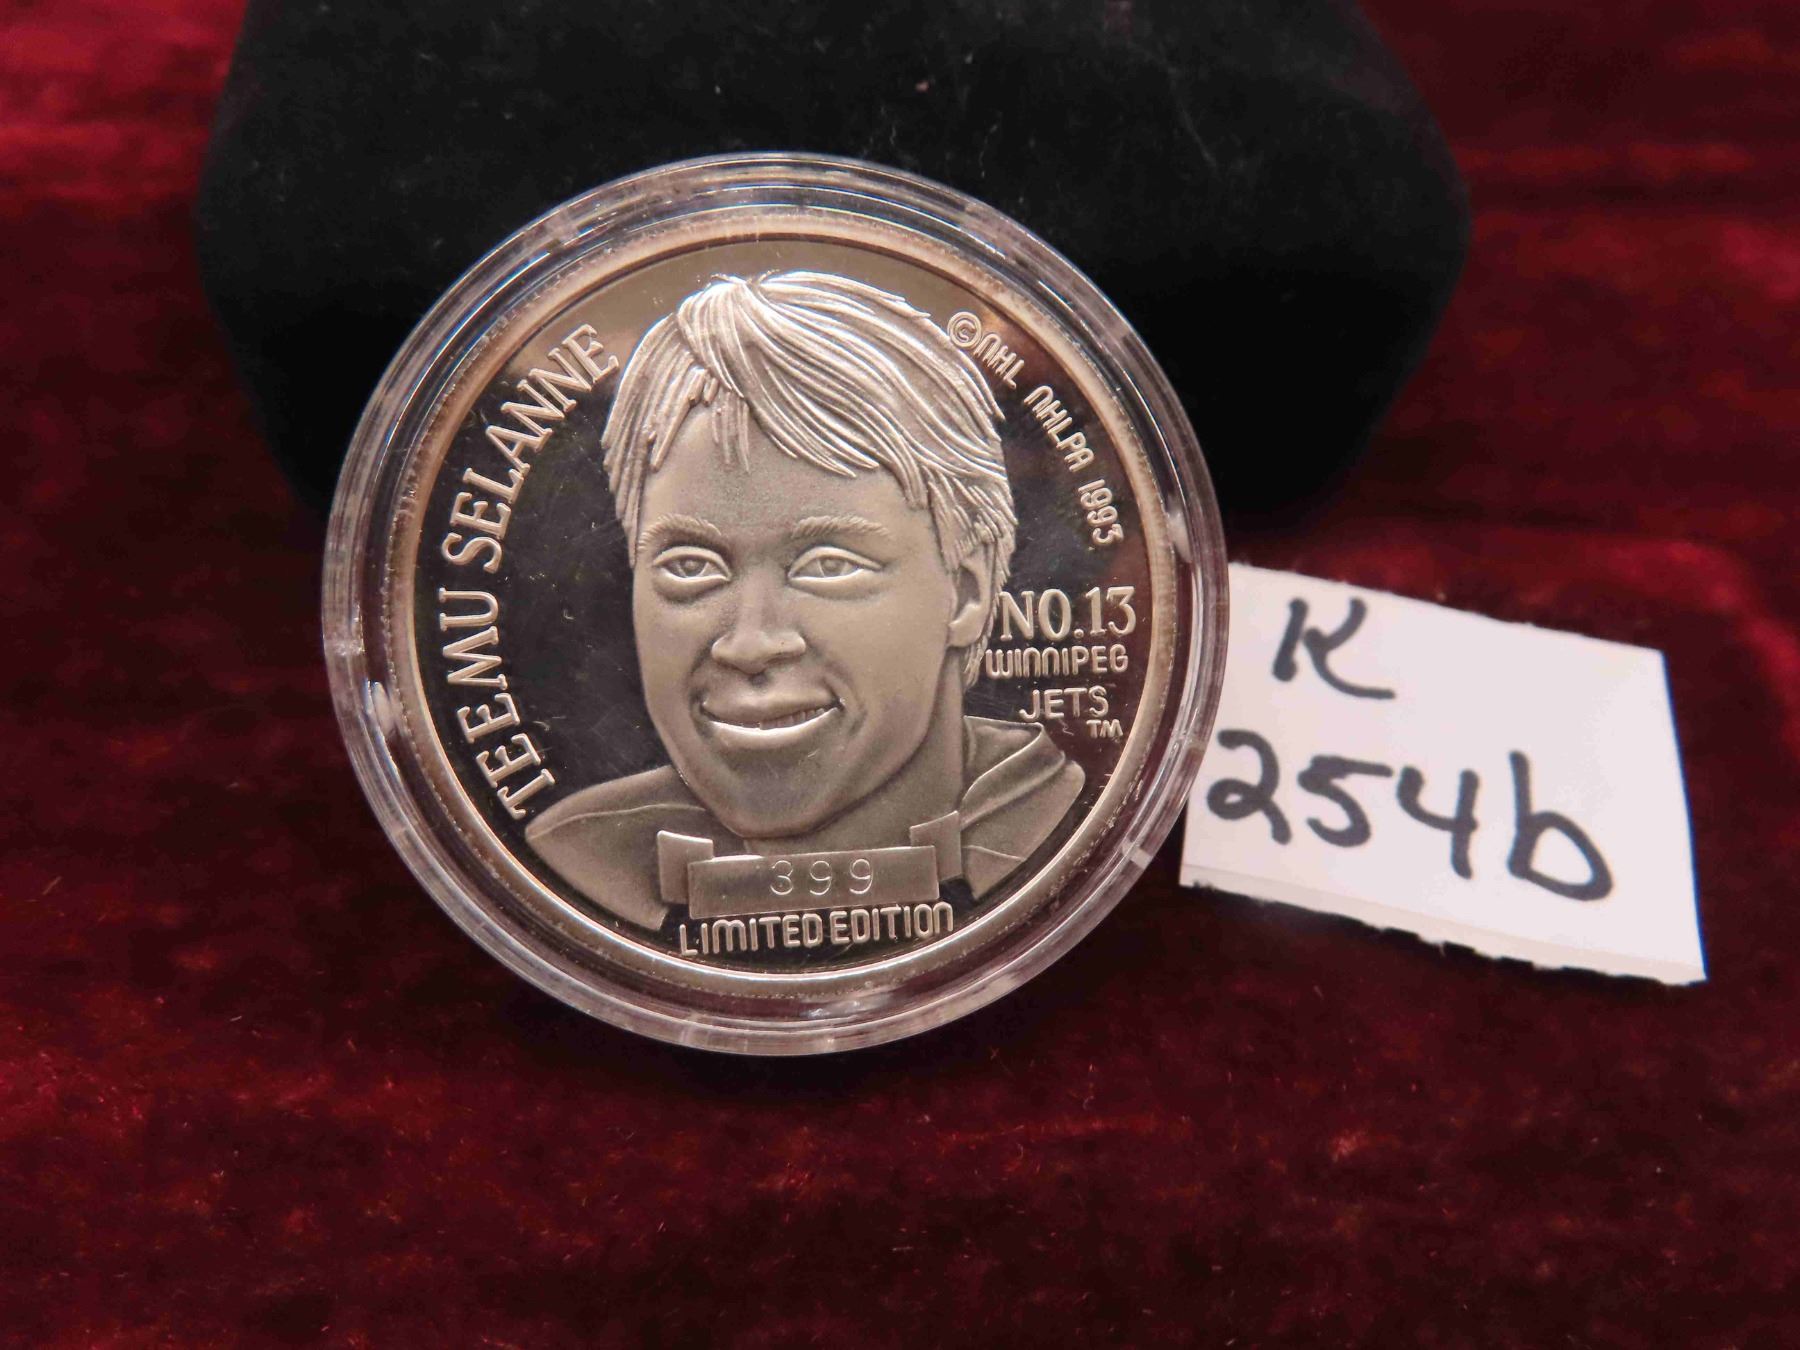 TEEMU SELANNE
©NHL NHLPA 1993
NO.13
WINNIPEG
JETS
TM
399
LIMITED EDITION
K
254b